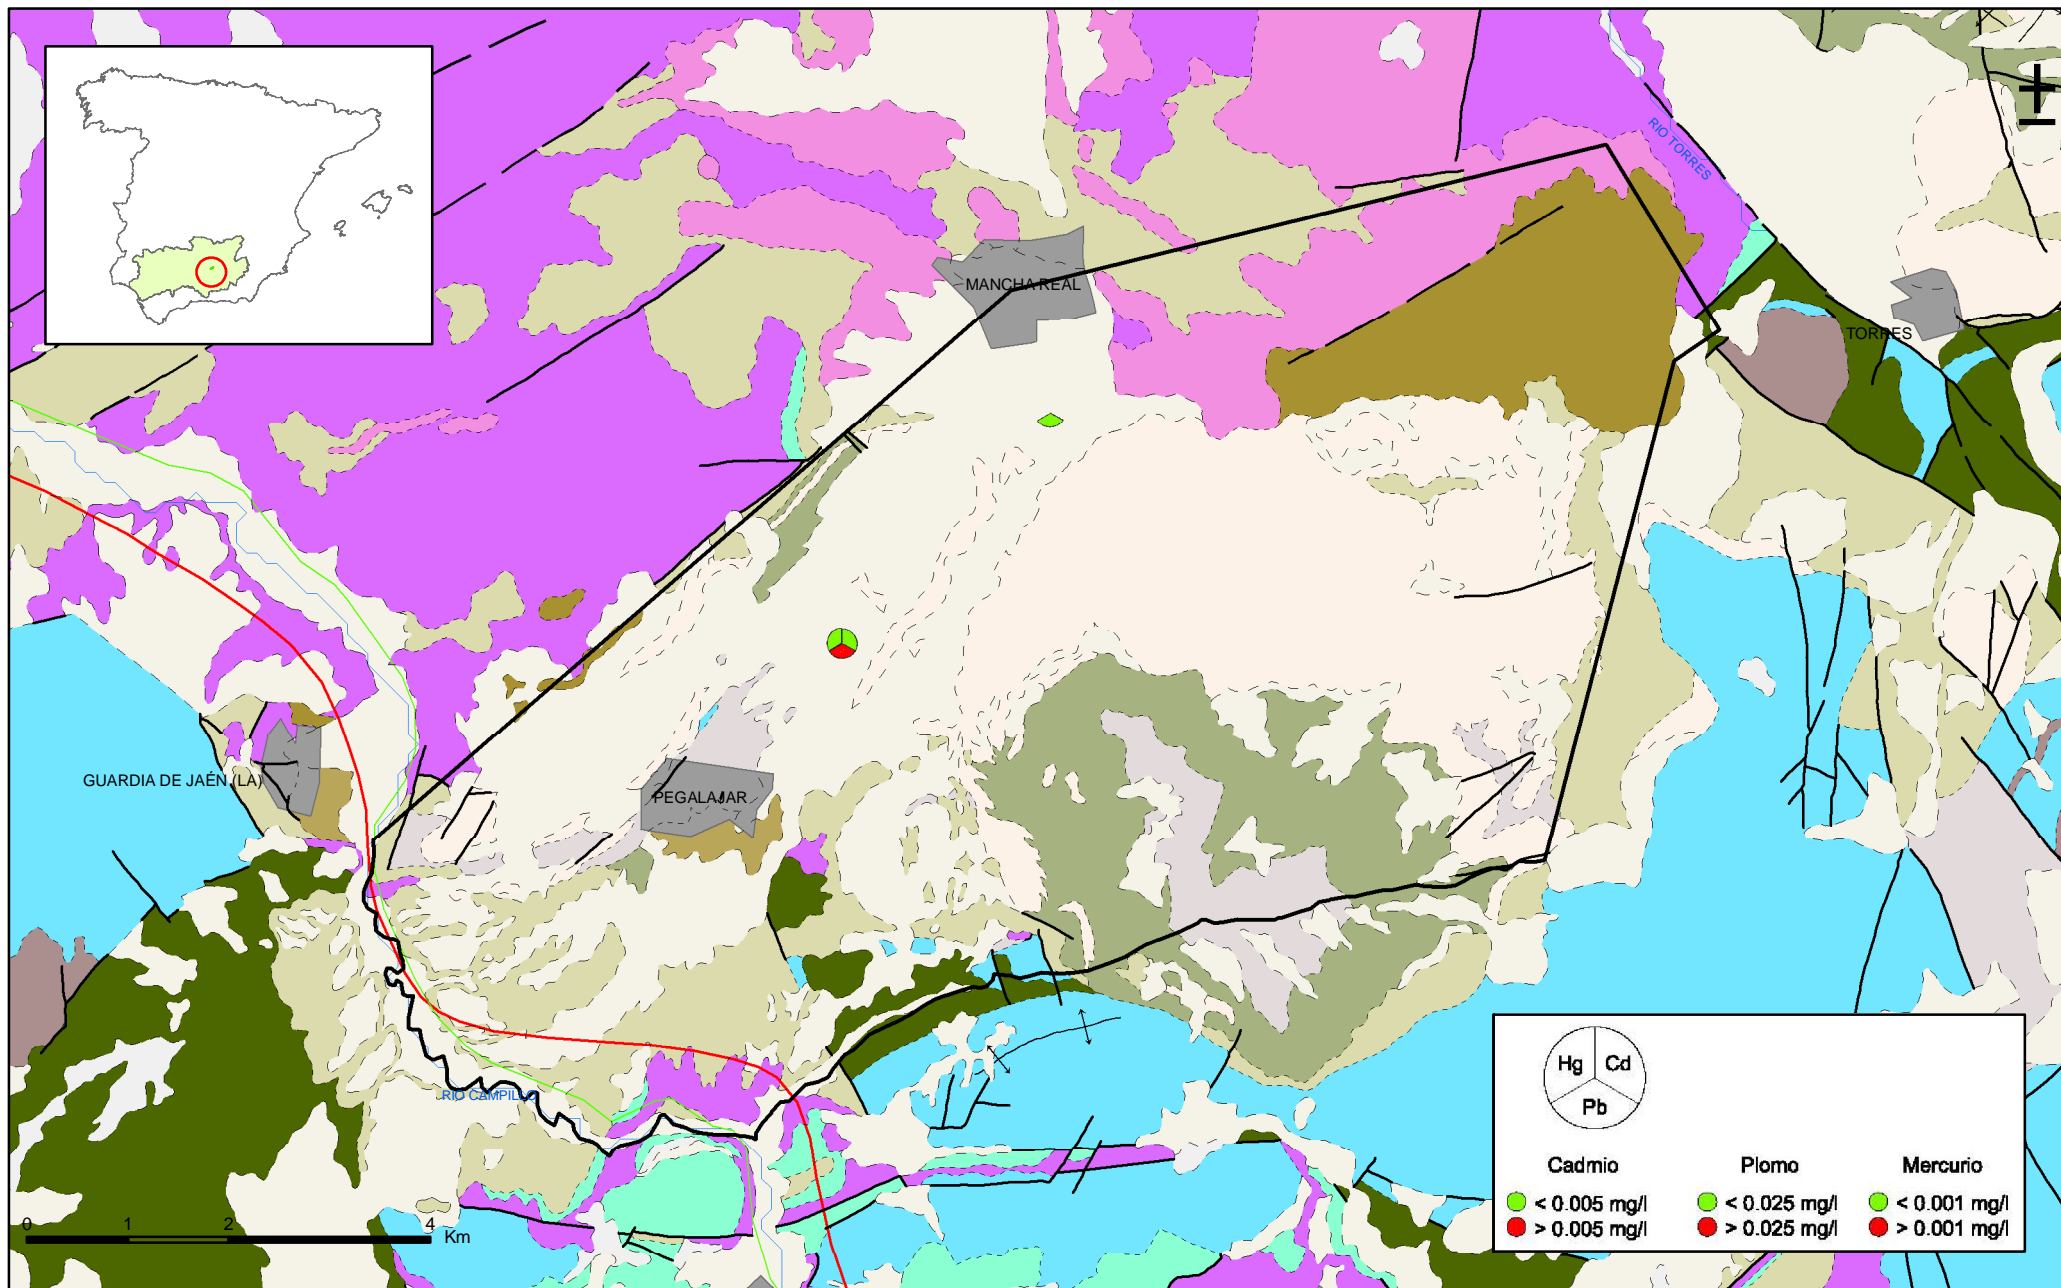 RIO TORRES
MANCHA REAL
TORRES
GUARDIA DE JAÉN (LA)
PEGALAJAR
RIO CAMPILLO
Hg
Cd
Pb
Cadmio
Plomo
Mercurio
< 0.005 mg/l
< 0.025 mg/l
< 0.001 mg/l
> 0.005 mg/l
> 0.025 mg/l
> 0.001 mg/l
0 1 2 4
Km